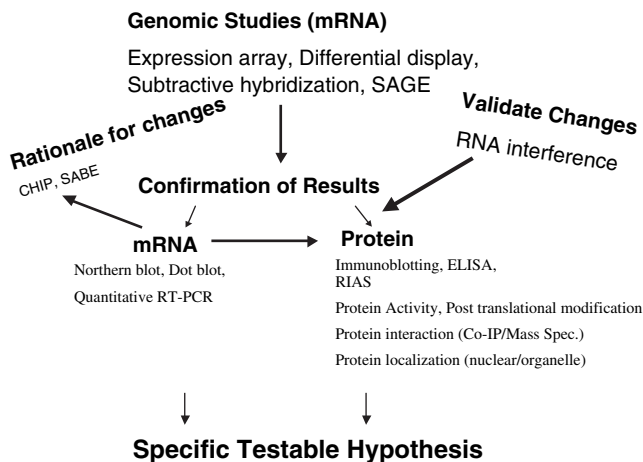 Genomic Studies (mRNA)
Expression array, Differential display,
Subtractive hybridization, SAGE
Rationale for changes
CHIP, SABE
Validate Changes
RNA interference
Confirmation of Results
mRNA
Northern blot, Dot blot,
Quantitative RT-PCR
Protein
Immunoblotting, ELISA,
RIAS
Protein Activity, Post translational modification
Protein interaction (Co-IP/Mass Spec.)
Protein localization (nuclear/organelle)
Specific Testable Hypothesis